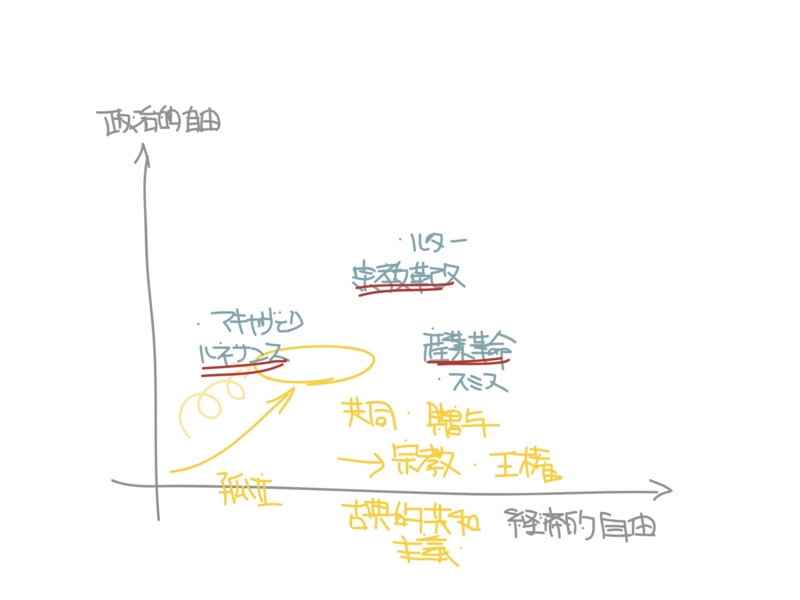 政治的自由
・ルター
宗教革改
・マキャヴェリ
ルネサンス
産業革命
・スミス
共同・贈与
→宗教・王権
孤立
古典的共和
主義
経済的自由